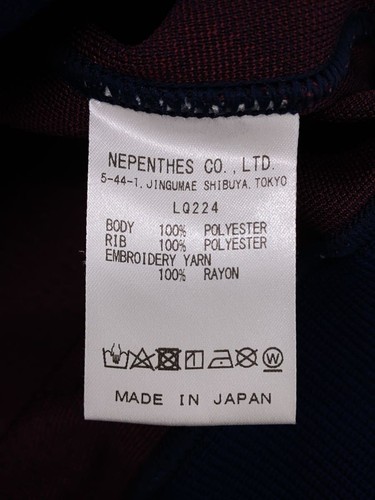 NEPENTHES CO., LTD.
5-44-1, JINGUMAE SHIBUYA, TOKYO
LQ224
BODY 100% POLYESTER
RIB 100% POLYESTER
EMBROIDERY YARN
100% RAYON
W
MADE IN JAPAN